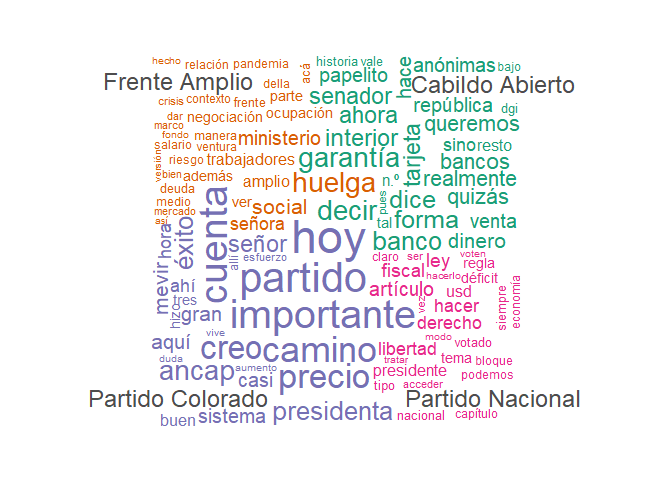 hecho relación pandemia acá historia vale hace anónimas bajo
Frente Amplio della papelito Cabildo Abierto
crisis contexto frente parte senador república dgi
dar negociación ocupación ahora queremos
marco
fondo manera ministerio interior tarjeta sino resto
salario ventura garantía bancos
versión bien riesgo trabajadores n.º realmente
deuda además amplio huelga pues dice quizás
medio ver social decir forma venta
mercado así señora tal
éxito cuenta señor hoy banco dinero
mevir hora allí esfuerzo claro ser ley voten
ahí partido fiscal hacerlo regla
tres artículo déficit
hizo gran importante usd siempre economía
vez hacer
vive derecho
aquí creo camino libertad modo votado
duda tratar tema bloque
ancap aumento precio presidente podemos
casi tipo acceder
Partido Colorado Partido Nacional
buen sistema presidenta nacional capítulo